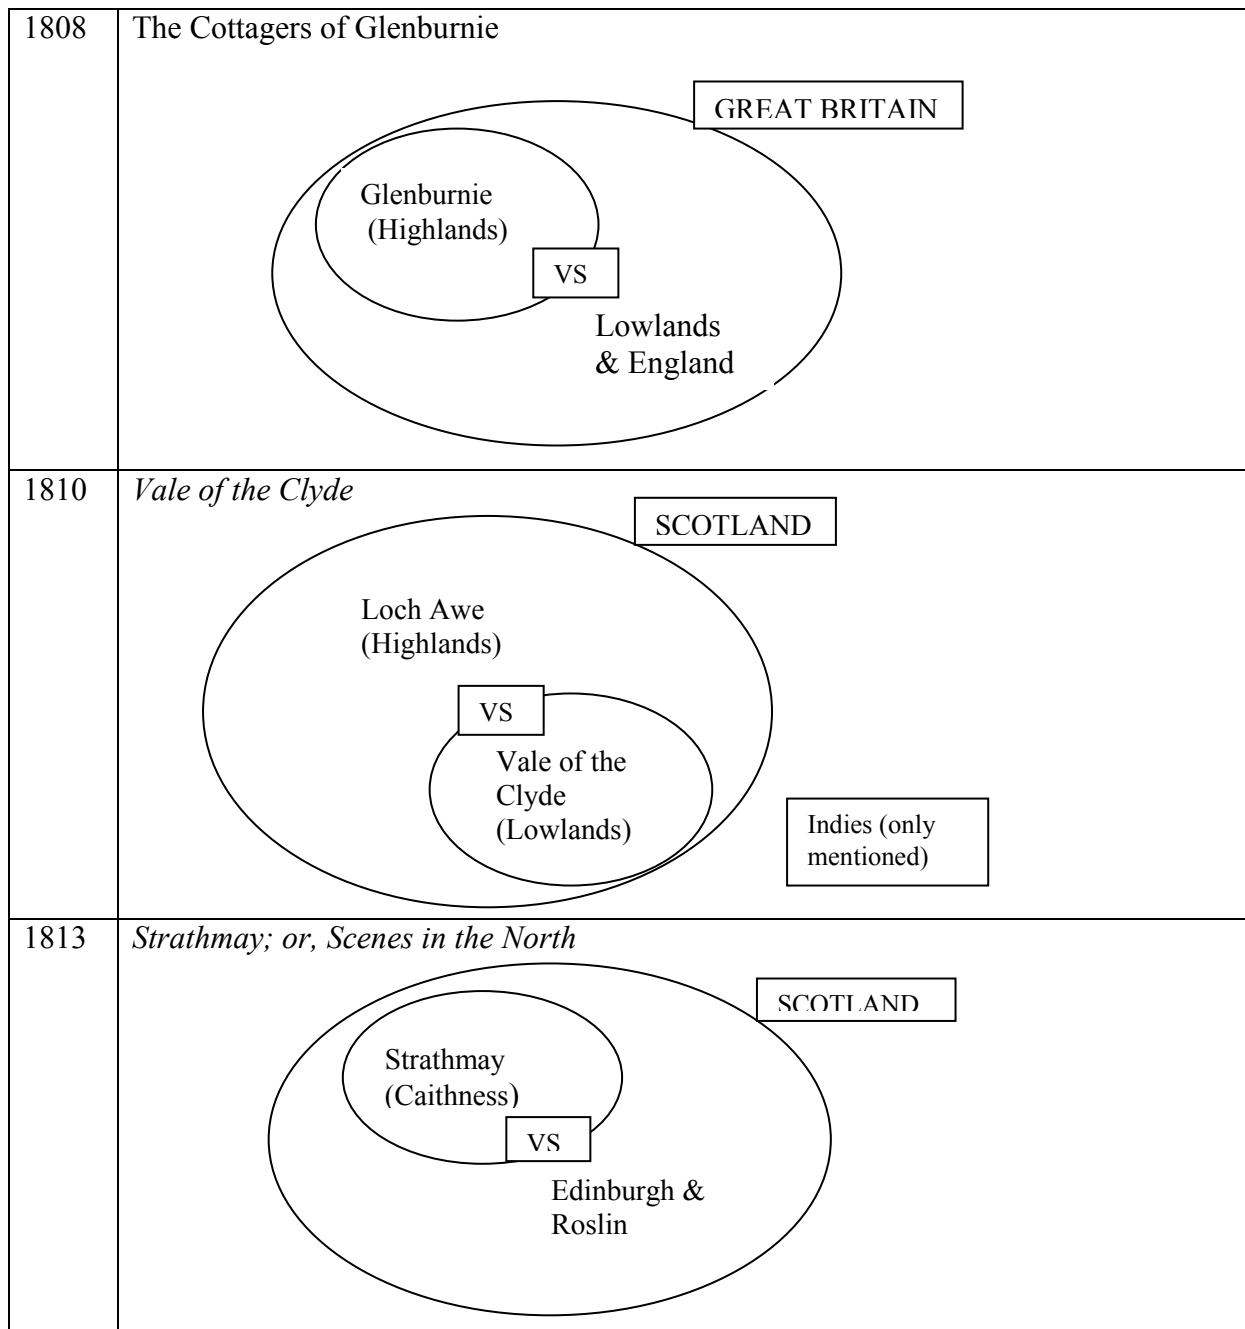 1808
The Cottagers of Glenburnie
GREAT BRITAIN
Glenburnie
(Highlands)
VS
Lowlands
& England
1810
Vale of the Clyde
SCOTLAND
Loch Awe
(Highlands)
VS
Vale of the
Clyde
(Lowlands)
Indies (only
mentioned)
1813
Strathmay; or, Scenes in the North
SCOTLAND
Strathmay
(Caithness)
VS
Edinburgh &
Roslin